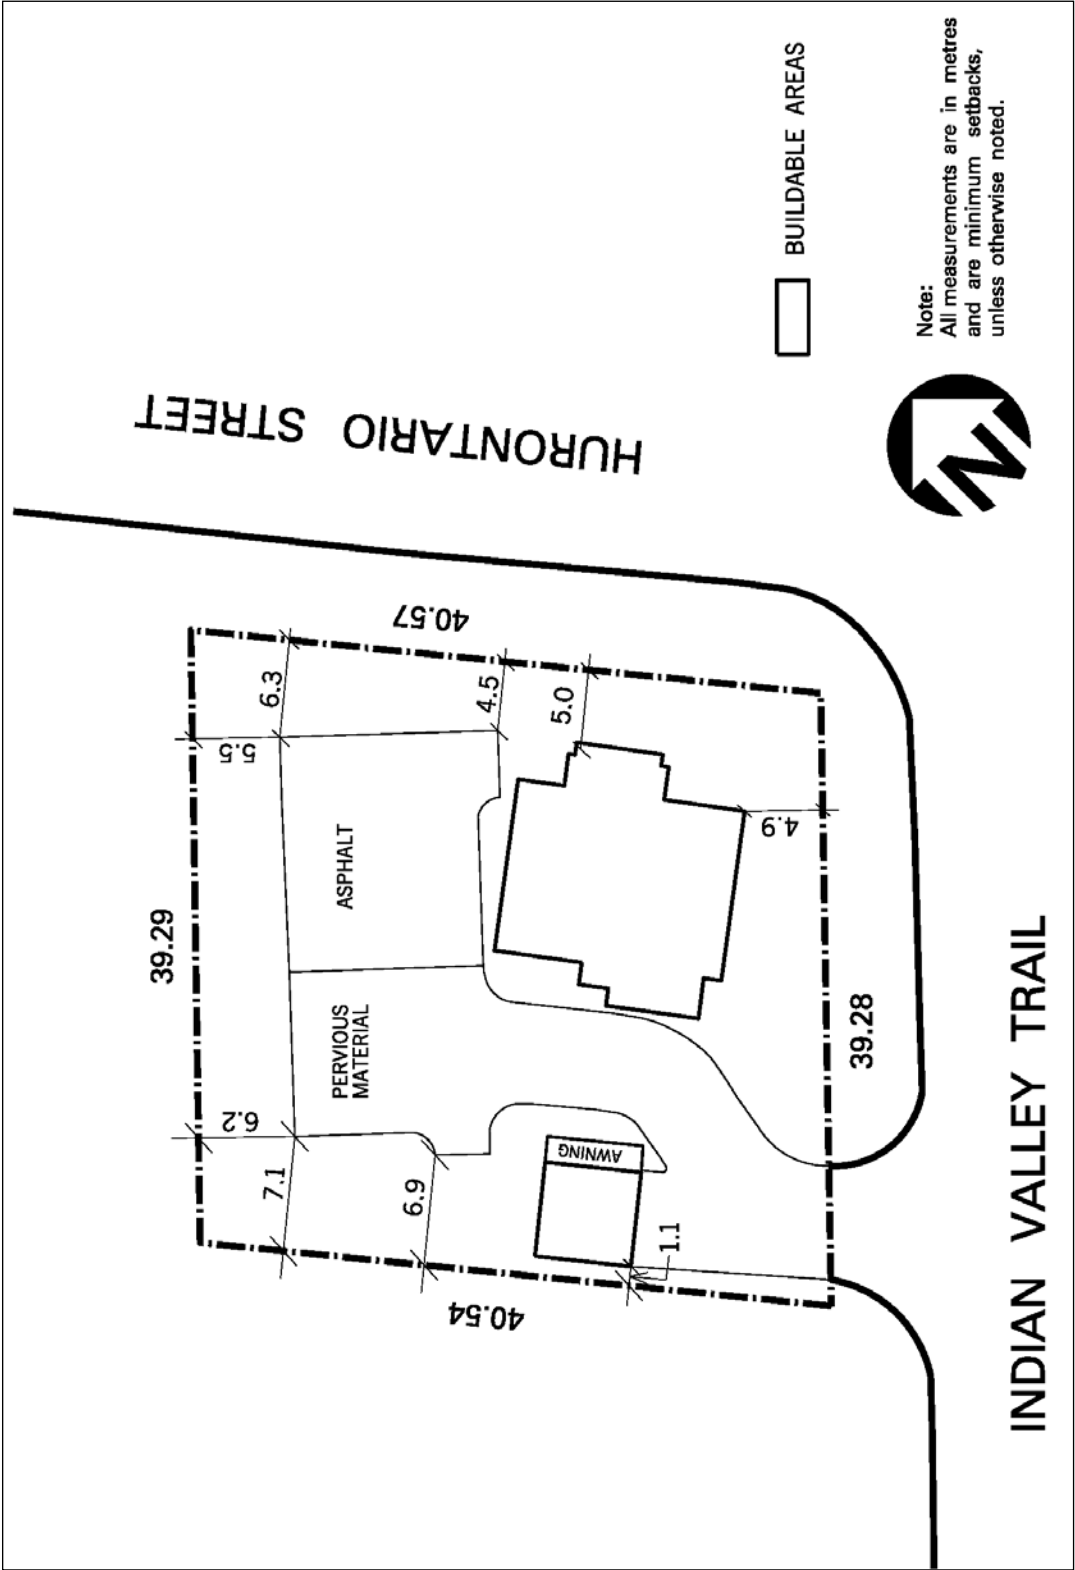 HURONTARIO STREET
BUILDABLE AREAS
Note:
All measurements are in metres
and are minimum setbacks,
unless otherwise noted.
N
40.57
6.3
5.5
4.5
5.0
4.9
ASPHALT
39.29
PERVIOUS
MATERIAL
6.2
7.1
6.9
AWNING
1.1
40.54
39.28
INDIAN VALLEY TRAIL